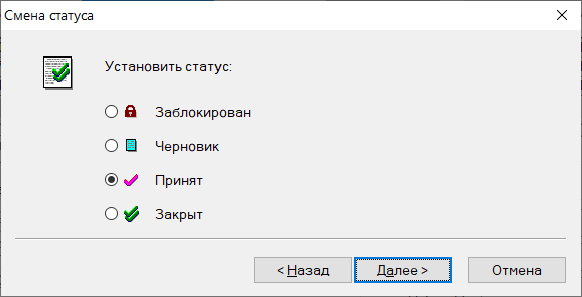 Смена статуса
Установить статус:
Заблокирован
Черновик
Принят
Закрыт
< Назад
Далее >
Отмена